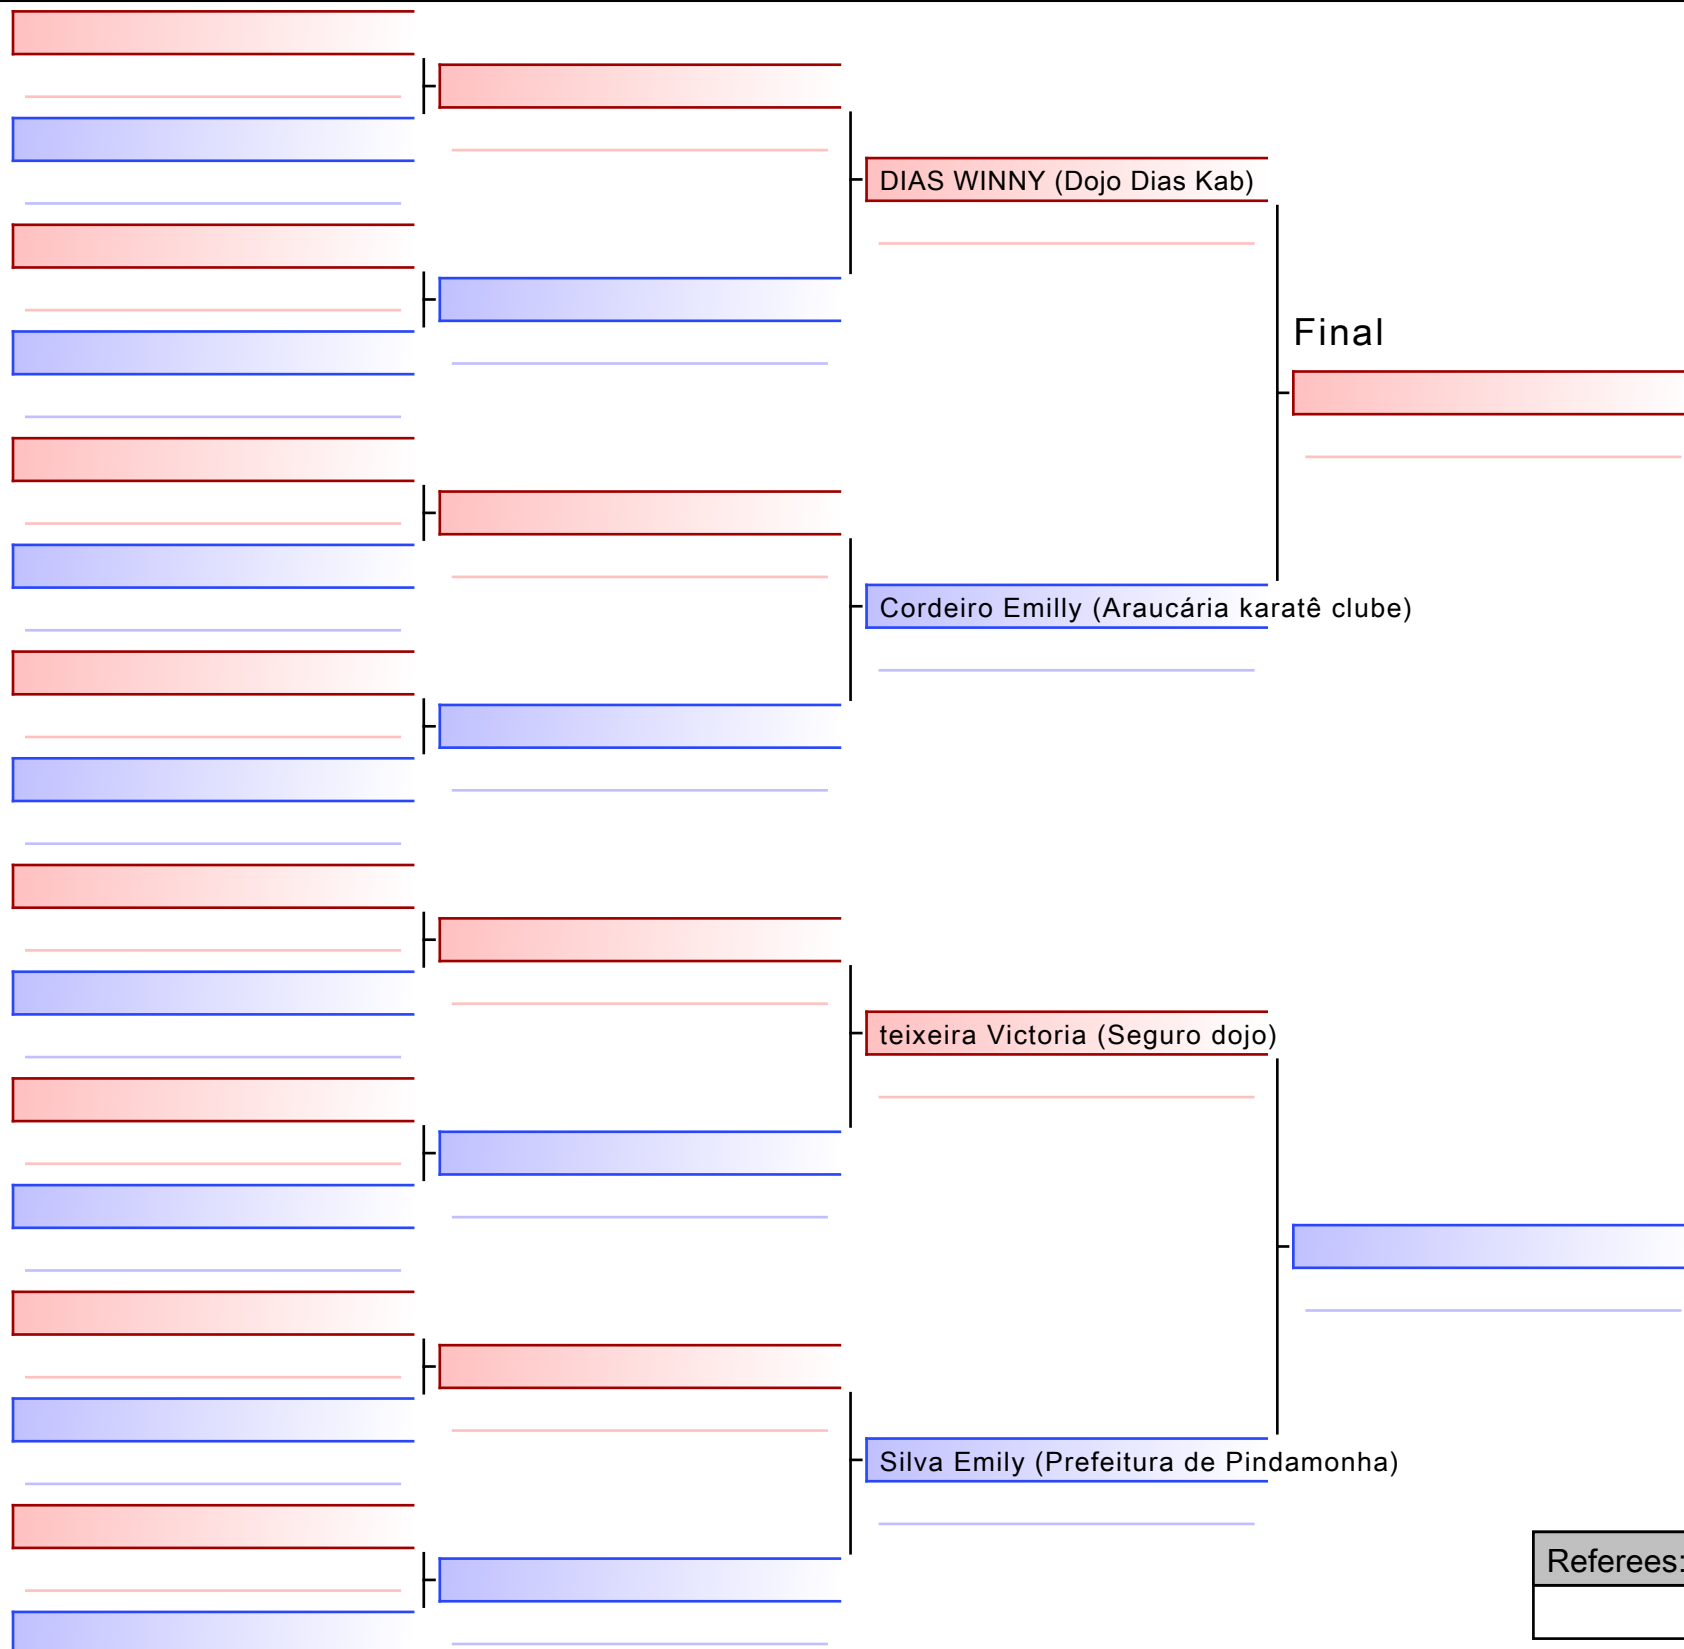 DIAS WINNY (Dojo Dias Kab)
Final
Cordeiro Emilly (Araucária karatê clube)
teixeira Victoria (Seguro dojo)
Silva Emily (Prefeitura de Pindamonha)
Referees: